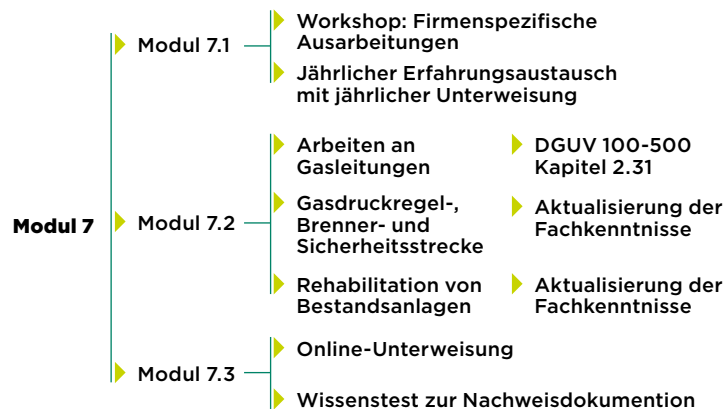 Modul 7
Modul 7.1
Workshop: Firmenspezifische
Ausarbeitungen
Jährlicher Erfahrungsaustausch
mit jährlicher Unterweisung
Modul 7.2
Arbeiten an
Gasleitungen
DGUV 100-500
Kapitel 2.31
Gasdruckregel-,
Brenner- und
Sicherheitsstrecke
Aktualisierung der
Fachkenntnisse
Rehabilitation von
Bestandsanlagen
Aktualisierung der
Fachkenntnisse
Modul 7.3
Online-Unterweisung
Wissenstest zur Nachweisdokumention